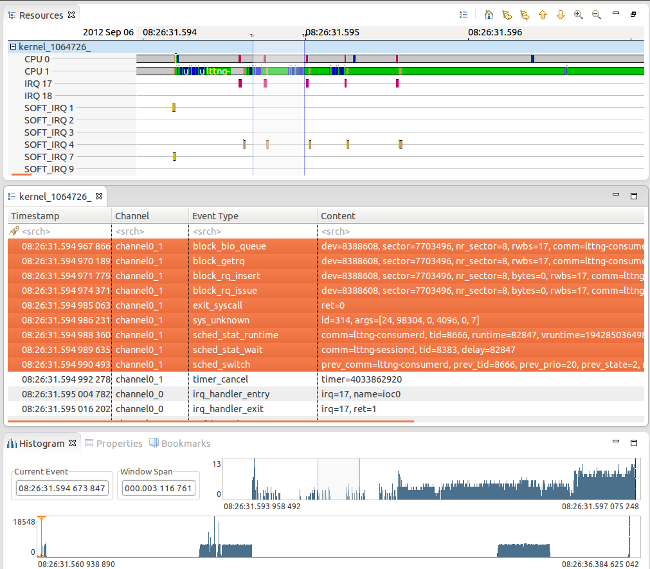 Resources
2012 Sep 06 08:26:31.594 08:26:31.595 08:26:31.596
kernel_1064726_
CPU 0
CPU 1
lttng-
IRQ 17
IRQ 18
SOFT_IRQ 1
SOFT_IRQ 2
SOFT_IRQ 3
SOFT_IRQ 4
SOFT_IRQ 7
SOFT_IRQ 9
kernel_1064726_
Timestamp Channel Event Type Content
<srch> <srch> <srch> <srch>
08:26:31.594 967 866 channel0_1 block_bio_queue dev=8388608, sector=7703496, nr_sector=8, rwbs=17, comm=lttng-consume
08:26:31.594 970 189 channel0_1 block_getrq dev=8388608, sector=7703496, nr_sector=8, rwbs=17, comm=lttng-consume
08:26:31.594 971 779 channel0_1 block_rq_insert dev=8388608, sector=7703496, nr_sector=8, bytes=0, rwbs=17, comm=lttng-
08:26:31.594 974 371 channel0_1 block_rq_issue dev=8388608, sector=7703496, nr_sector=8, bytes=0, rwbs=17, comm=lttng-
08:26:31.594 985 063 channel0_1 exit_syscall ret=0
08:26:31.594 986 231 channel0_1 sys_unknown id=314, args=[24, 98304, 0, 4096, 0, 7]
08:26:31.594 988 360 channel0_1 sched_stat_runtime comm=lttng-consumerd, tid=8666, runtime=82847, vruntime=194285036498
08:26:31.594 989 635 channel0_1 sched_stat_wait comm=lttng-sessiond, tid=8383, delay=82847
08:26:31.594 990 493 channel0_1 sched_switch prev_comm=lttng-consumerd, prev_tid=8666, prev_prio=20, prev_state=2,
08:26:31.594 992 278 channel0_1 timer_cancel timer=4033862920
08:26:31.595 004 782 channel0_0 irq_handler_entry irq=17, name=ioc0
08:26:31.595 016 202 channel0_0 irq_handler_exit irq=17, ret=1
Histogram Properties Bookmarks
Current Event Window Span
08:26:31.594 673 847 000.003 116 761
13
0
08:26:31.593 958 492 08:26:31.597 075 248
18548
0
08:26:31.560 938 890 08:26:36.384 625 042